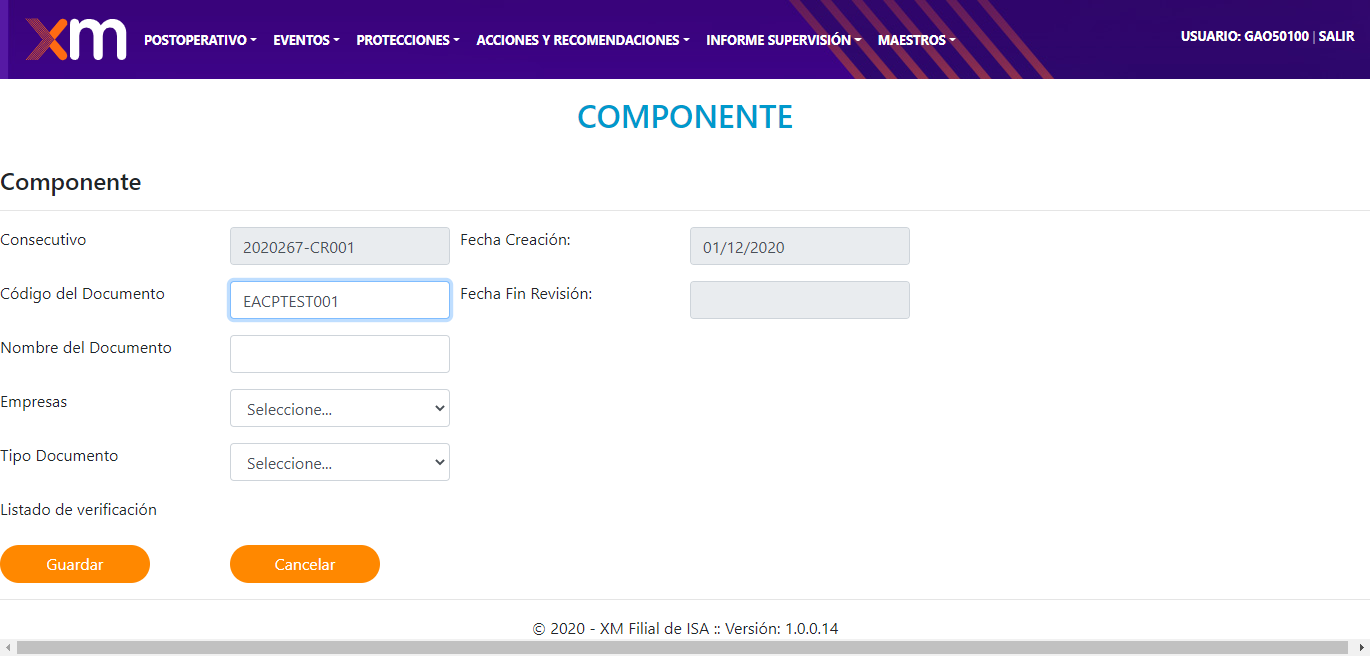 xm POSTOPERATIVO EVENTOS PROTECCIONES ACCIONES Y RECOMENDACIONES INFORME SUPERVISIÓN MAESTROS USUARIO: GAO50100 | SALIR
COMPONENTE
Componente
Consecutivo 2020267-CR001 Fecha Creación: 01/12/2020
Código del Documento EACPTEST001 Fecha Fin Revisión:
Nombre del Documento
Empresas Seleccione...
Tipo Documento Seleccione...
Listado de verificación
Guardar Cancelar
© 2020 - XM Filial de ISA :: Versión: 1.0.0.14